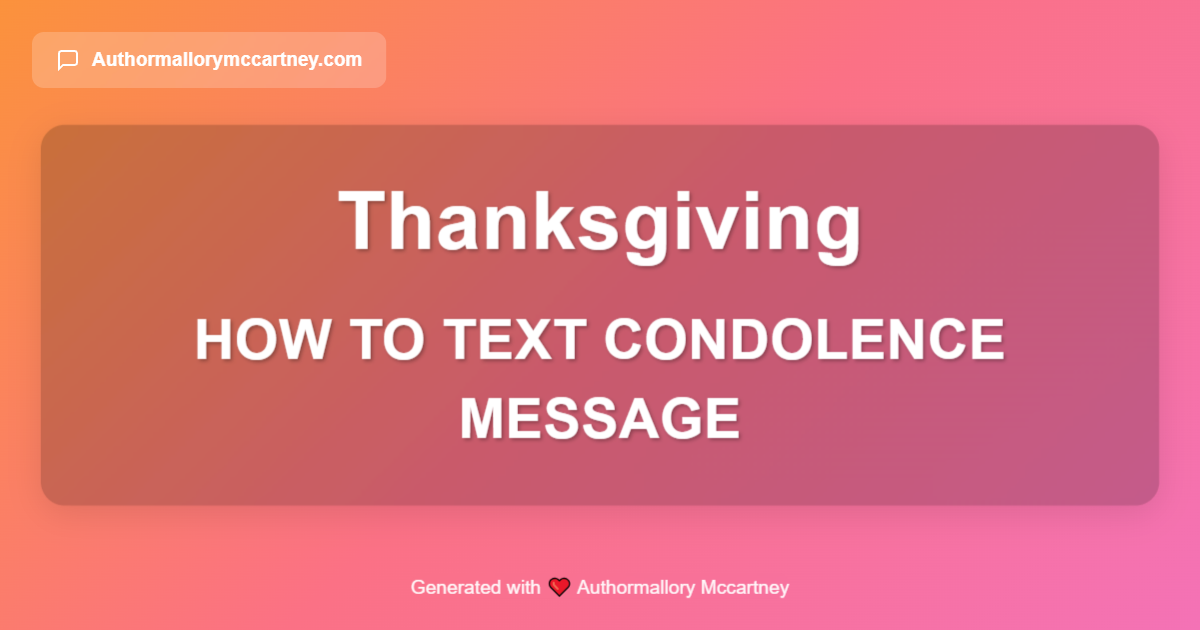 Authormallorymccartney.com
Thanksgiving
HOW TO TEXT CONDOLENCE
MESSAGE
Generated with ❤️ Authormallory Mccartney